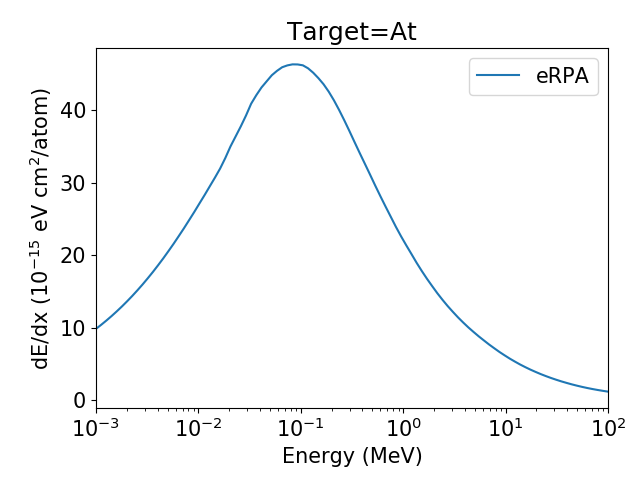 Target=At
eRPA
dE/dx (10⁻¹⁵ eV cm²/atom)
40
30
20
10
0
10⁻³ 10⁻² 10⁻¹ 10⁰ 10¹ 10²
Energy (MeV)